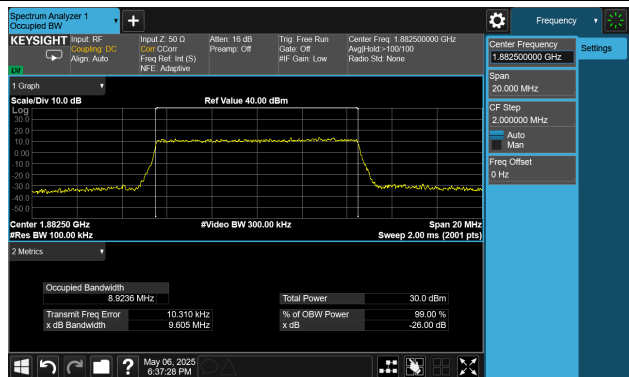 Spectrum Analyzer 1
Occupied BW
Frequency
KEYSIGHT
Input: RF
Coupling: DC
Align: Auto
Input Z: 50 Ω
Corr CCorr
Freq Ref: Int (S)
NFE: Adaptive
Atten: 16 dB
Preamp: Off
Trig: Free Run
Gate: Off
#IF Gain: Low
Center Freq: 1.882500000 GHz
Avg|Hold:>100/100
Radio Std: None
Center Frequency
1.882500000 GHz
Settings
Span
20.000 MHz
CF Step
2.000000 MHz
Auto
Man
Freq Offset
0 Hz
1 Graph
Scale/Div 10.0 dB
Ref Value 40.00 dBm
Log
30.0
20.0
10.0
0.00
-10.0
-20.0
-30.0
-40.0
-50.0
Center 1.88250 GHz
#Video BW 300.00 kHz
Span 20 MHz
#Res BW 100.00 kHz
Sweep 2.00 ms (2001 pts)
2 Metrics
Occupied Bandwidth
8.9236 MHz
Total Power
30.0 dBm
Transmit Freq Error
10.310 kHz
% of OBW Power
99.00 %
x dB Bandwidth
9.605 MHz
x dB
-26.00 dB
?
May 06, 2025
6:37:28 PM